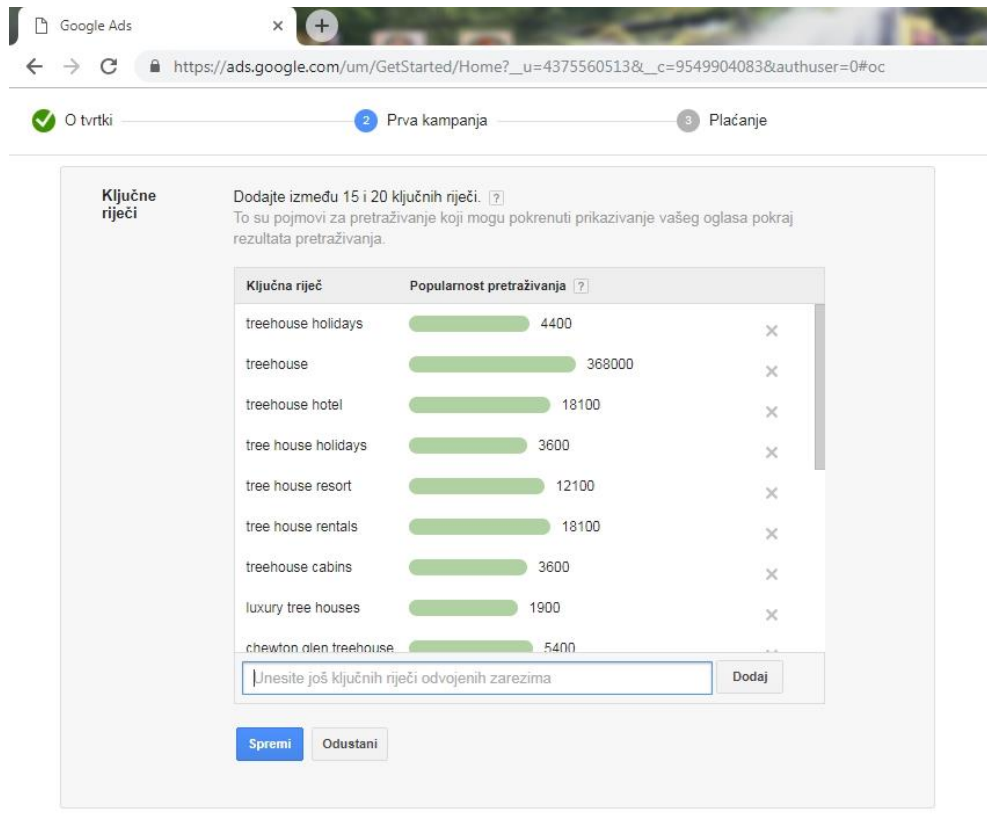 Google Ads
https://ads.google.com/um/GetStarted/Home?__u=4375560513&__c=9549904083&authuser=0#oc
O tvrtki
2 Prva kampanja
3 Plaćanje
Ključne riječi
Dodajte između 15 i 20 ključnih riječi. ?
To su pojmovi za pretraživanje koji mogu pokrenuti prikazivanje vašeg oglasa pokraj
rezultata pretraživanja.
Ključna riječ Popularnost pretraživanja ?
treehouse holidays 4400
treehouse 368000
treehouse hotel 18100
tree house holidays 3600
tree house resort 12100
tree house rentals 18100
treehouse cabins 3600
luxury tree houses 1900
chewton glen treehouse 5400
Unesite još ključnih riječi odvojenih zarezima Dodaj
Spremi Odustani